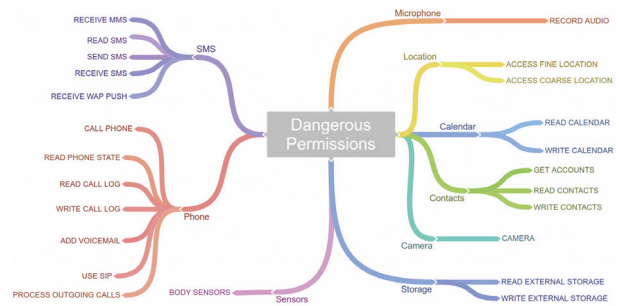 Dangerous
Permissions
SMS
RECEIVE MMS
READ SMS
SEND SMS
RECEIVE SMS
RECEIVE WAP PUSH
Phone
CALL PHONE
READ PHONE STATE
READ CALL LOG
WRITE CALL LOG
ADD VOICEMAIL
USE SIP
PROCESS OUTGOING CALLS
Sensors
BODY SENSORS
Microphone
RECORD AUDIO
Location
ACCESS FINE LOCATION
ACCESS COARSE LOCATION
Calendar
READ CALENDAR
WRITE CALENDAR
Contacts
GET ACCOUNTS
READ CONTACTS
WRITE CONTACTS
Camera
CAMERA
Storage
READ EXTERNAL STORAGE
WRITE EXTERNAL STORAGE